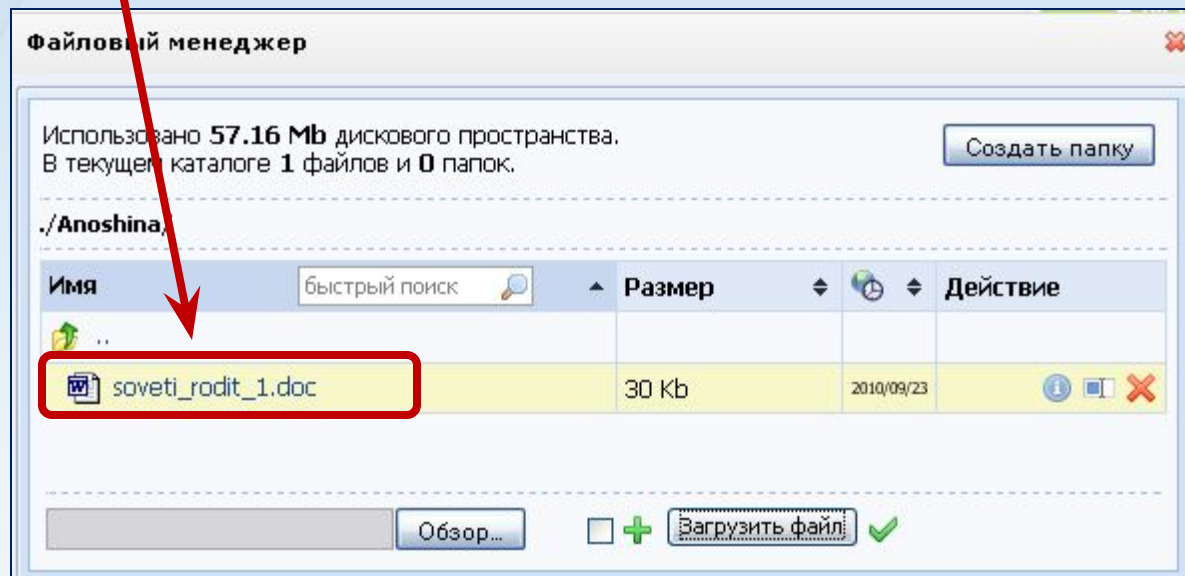 Файловый менеджер
Использовано 57.16 Mb дискового пространства.
В текущем каталоге 1 файлов и 0 папок.
Создать папку
./Anoshina/
Имя быстрый поиск Размер Действие
..
soveti_rodit_1.doc 30 Kb 2010/09/23
Обзор... Загрузить файл